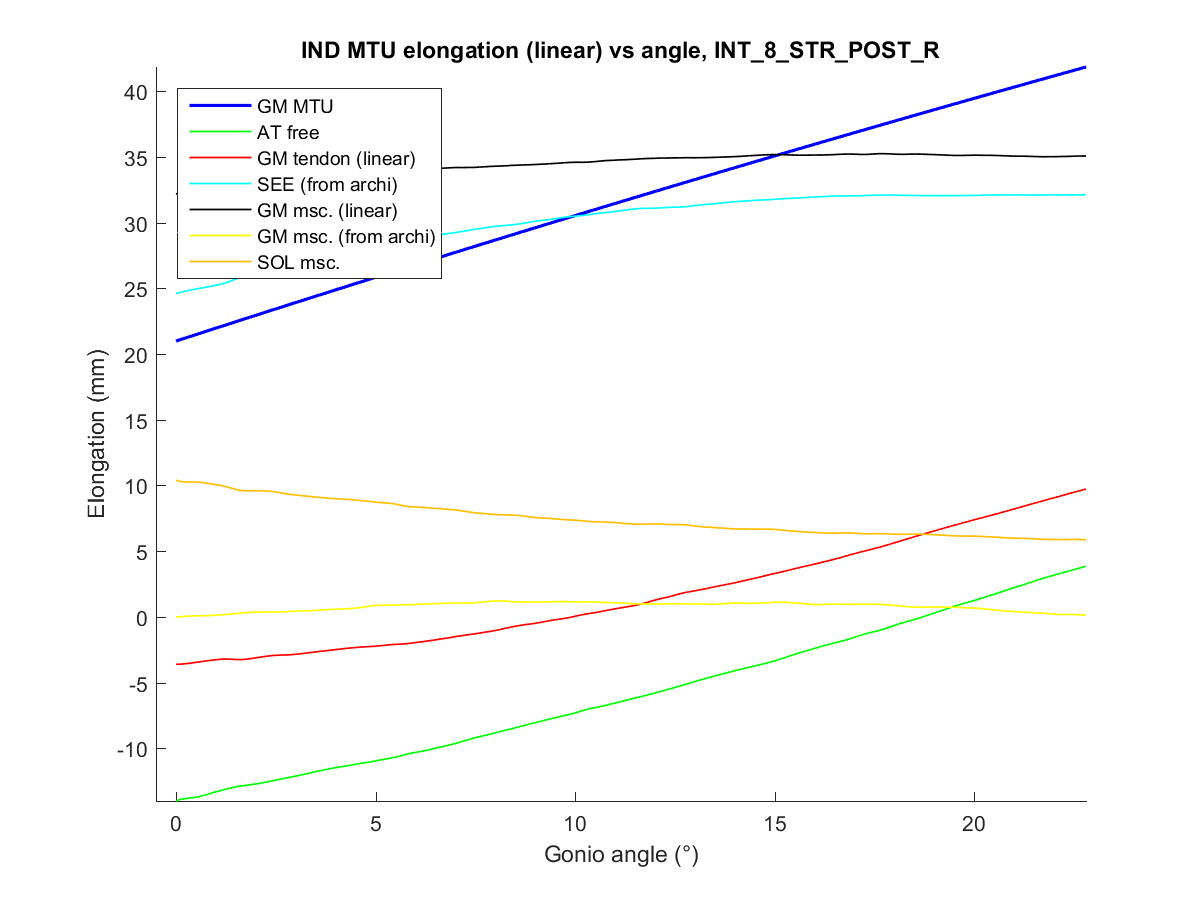 IND MTU elongation (linear) vs angle, INT_8_STR_POST_R
GM MTU
AT free
GM tendon (linear)
SEE (from archi)
GM msc. (linear)
GM msc. (from archi)
SOL msc.
Elongation (mm)
40
35
30
25
20
15
10
5
0
-5
-10
0
5
10
15
20
Gonio angle (°)